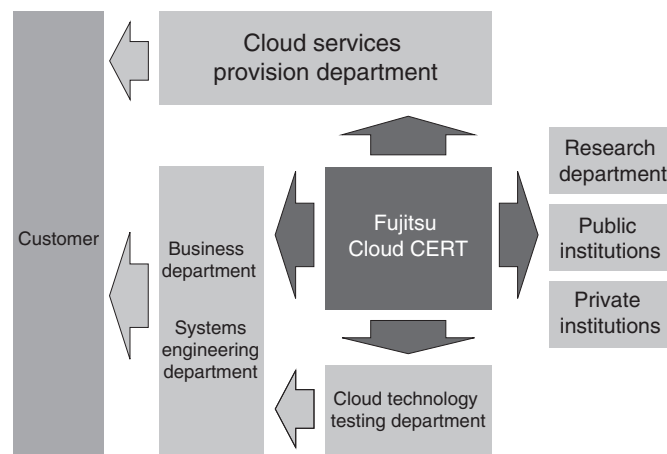 Cloud services
provision department
Customer
Business
department
Systems
engineering
department
Fujitsu
Cloud CERT
Cloud technology
testing department
Research
department
Public
institutions
Private
institutions